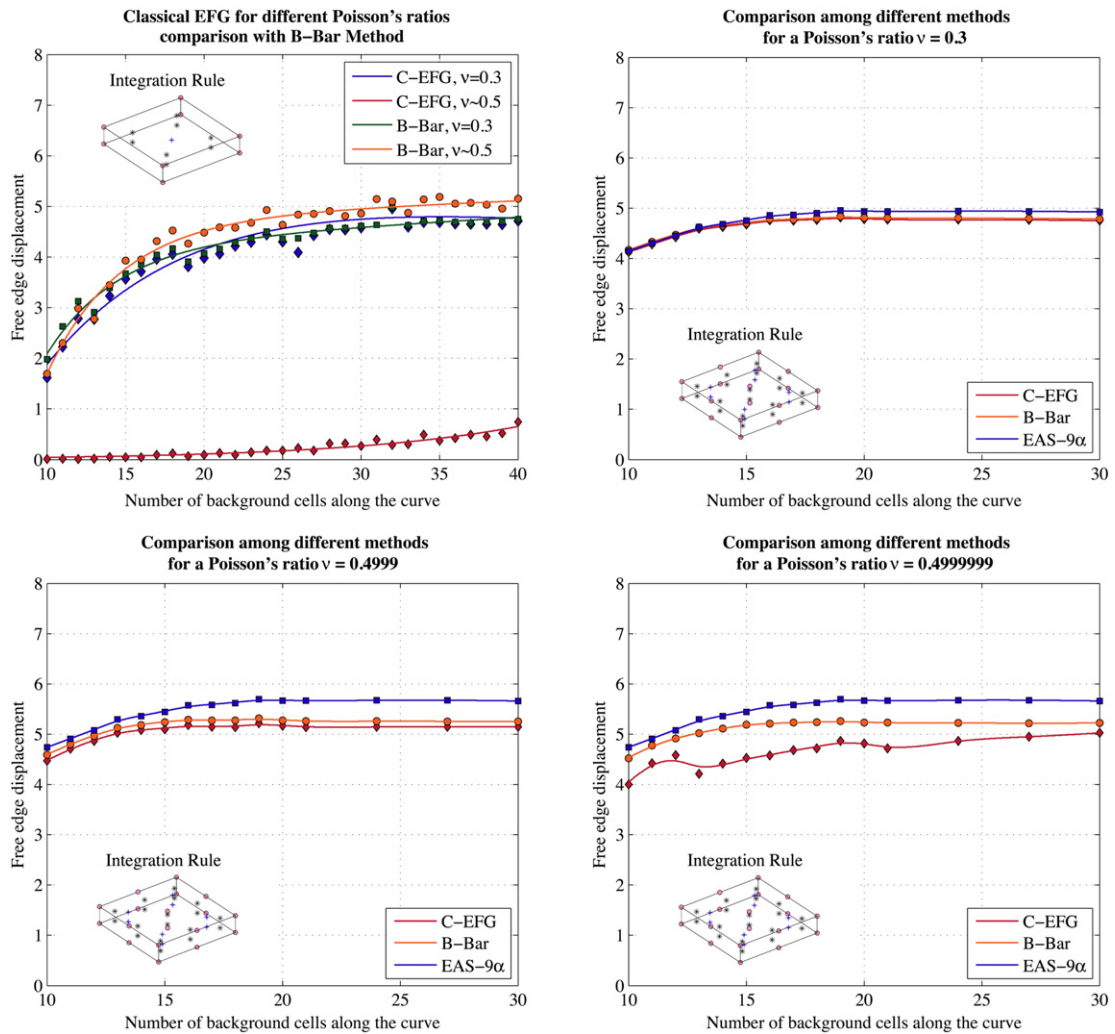 Classical EFG for different Poisson's ratios
comparison with B−Bar Method
8
7
6
5
4
3
2
1
0
Free edge displacement
Integration Rule
C−EFG, ν=0.3
C−EFG, ν~0.5
B−Bar, ν=0.3
B−Bar, ν~0.5
10
15
20
25
30
35
40
Number of background cells along the curve
Comparison among different methods
for a Poisson's ratio ν = 0.3
8
7
6
5
4
3
2
1
0
Free edge displacement
Integration Rule
C−EFG
B−Bar
EAS−9α
10
15
20
25
30
Number of background cells along the curve
Comparison among different methods
for a Poisson's ratio ν = 0.4999
8
7
6
5
4
3
2
1
0
Free edge displacement
Integration Rule
C−EFG
B−Bar
EAS−9α
10
15
20
25
30
Number of background cells along the curve
Comparison among different methods
for a Poisson's ratio ν = 0.4999999
8
7
6
5
4
3
2
1
0
Free edge displacement
Integration Rule
C−EFG
B−Bar
EAS−9α
10
15
20
25
30
Number of background cells along the curve